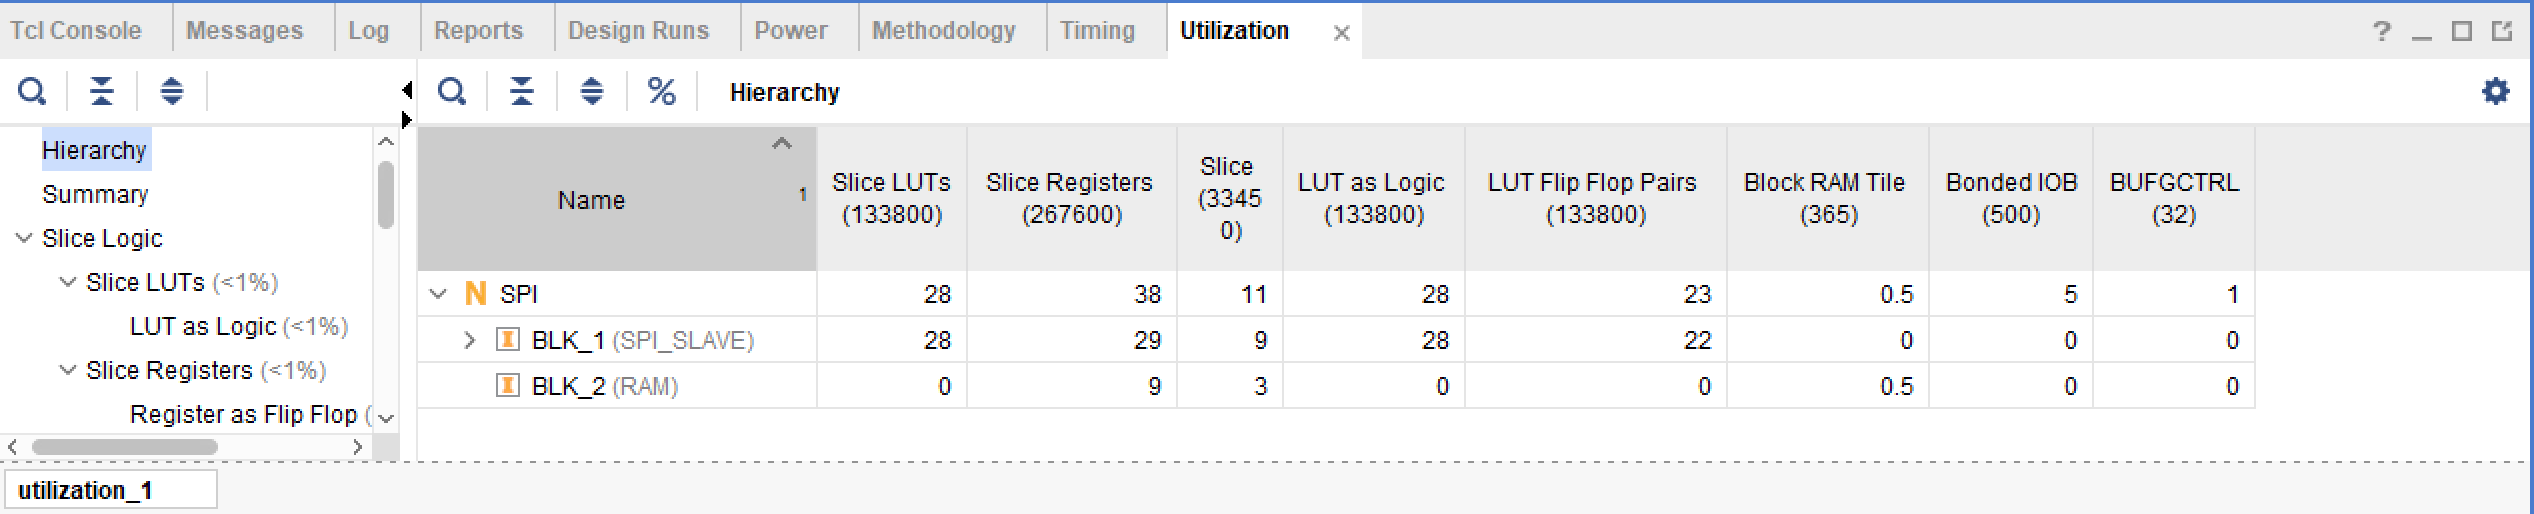 Tcl Console Messages Log Reports Design Runs Power Methodology Timing Utilization
Hierarchy
Hierarchy
Summary
Slice Logic
Slice LUTs (<1%)
LUT as Logic (<1%)
Slice Registers (<1%)
Register as Flip Flop (
Name 1 Slice LUTs (133800) Slice Registers (267600) Slice (33450) LUT as Logic (133800) LUT Flip Flop Pairs (133800) Block RAM Tile (365) Bonded IOB (500) BUFGCTRL (32)
N SPI 28 38 11 28 23 0.5 5 1
I BLK_1 (SPI_SLAVE) 28 29 9 28 22 0 0 0
I BLK_2 (RAM) 0 9 3 0 0 0.5 0 0
utilization_1